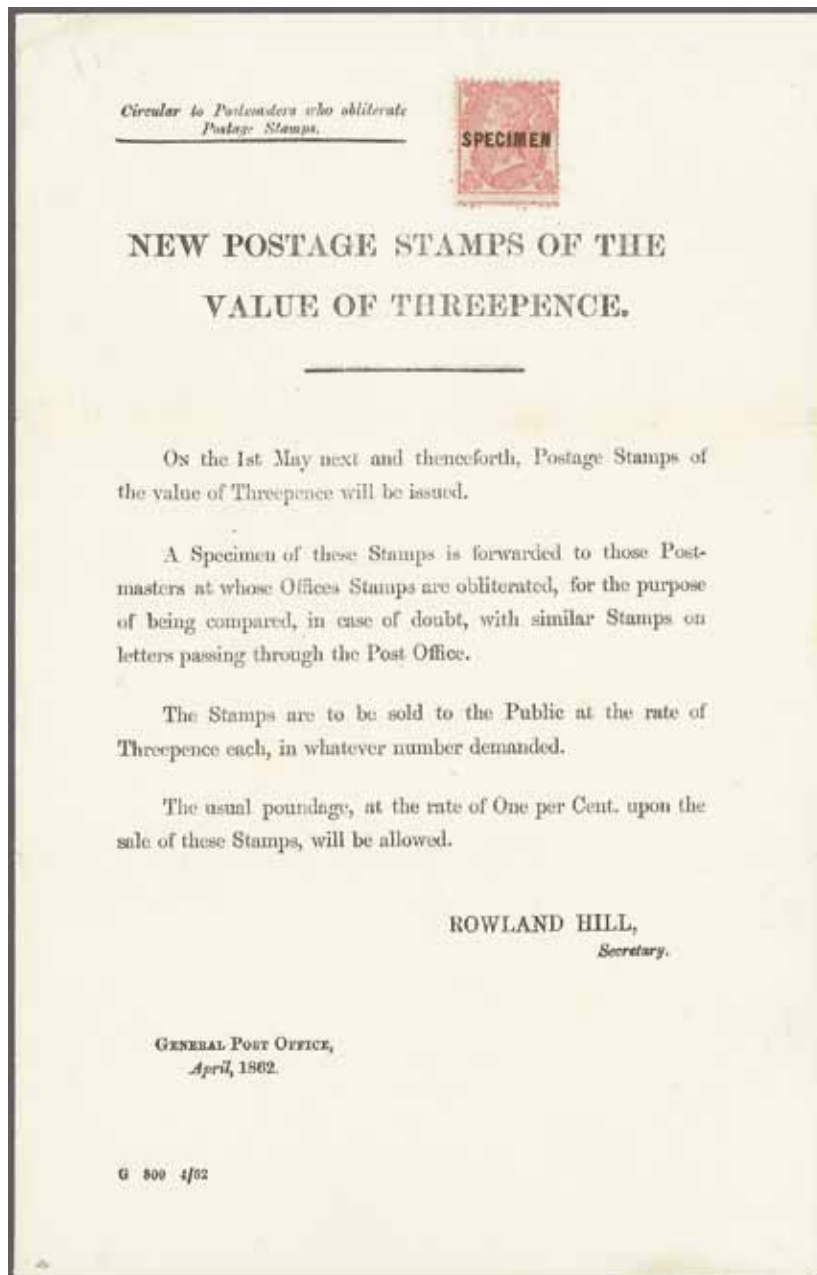 Circular to Postmasters who obliterate
Postage Stamps.
SPECIMEN
NEW POSTAGE STAMPS OF THE
VALUE OF THREEPENCE.
On the 1st May next and thenceforth, Postage Stamps of
the value of Threepence will be issued.
A Specimen of these Stamps is forwarded to those Post-
masters at whose Offices Stamps are obliterated, for the purpose
of being compared, in case of doubt, with similar Stamps on
letters passing through the Post Office.
The Stamps are to be sold to the Public at the rate of
Threepence each, in whatever number demanded.
The usual poundage, at the rate of One per Cent. upon the
sale of these Stamps, will be allowed.
ROWLAND HILL,
Secretary.
General Post Office,
April, 1862.
G 800 4/62